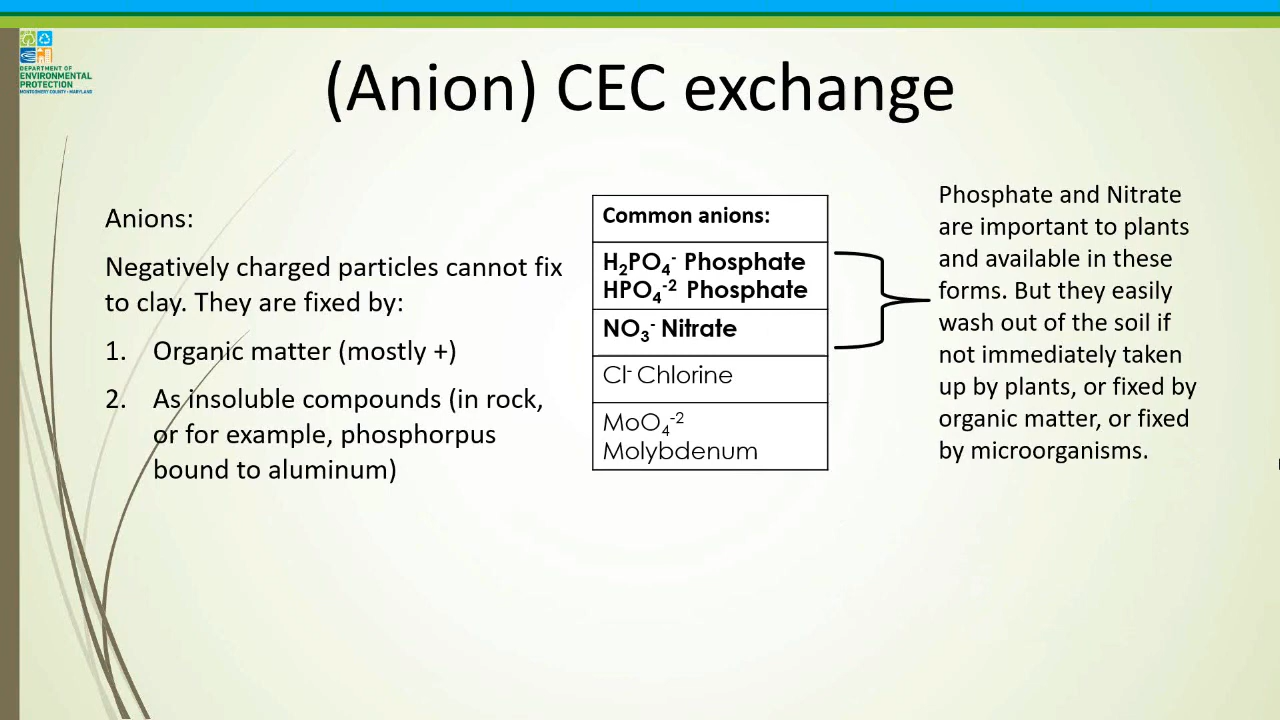 DEPARTMENT OF
ENVIRONMENTAL
PROTECTION
MONTGOMERY COUNTY • MARYLAND
(Anion) CEC exchange
Anions:
Negatively charged particles cannot fix
to clay. They are fixed by:
1. Organic matter (mostly +)
2. As insoluble compounds (in rock,
or for example, phosphorpus
bound to aluminum)
Common anions:
H₂PO₄⁻ Phosphate
HPO₄⁻² Phosphate
NO₃⁻ Nitrate
Cl⁻ Chlorine
MoO₄⁻²
Molybdenum
Phosphate and Nitrate
are important to plants
and available in these
forms. But they easily
wash out of the soil if
not immediately taken
up by plants, or fixed by
organic matter, or fixed
by microorganisms.